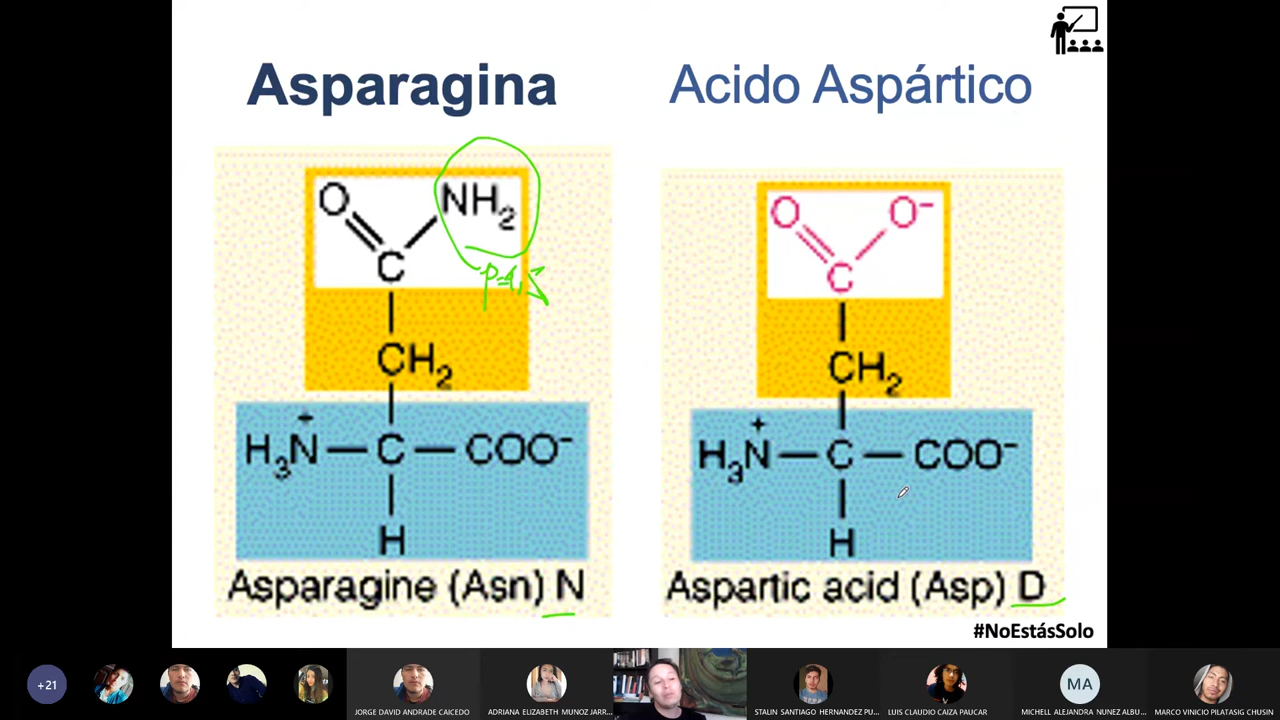 Asparagina
Acido Aspártico
O NH2
C
CH2
H3N+ — C — COO-
H
Asparagine (Asn) N
O O-
C
CH2
H3N+ — C — COO-
H
Aspartic acid (Asp) D
#NoEstásSolo
+21
JORGE DAVID ANDRADE CAICEDO
ADRIANA ELIZABETH MUNOZ JARR...
STALIN SANTIAGO HERNANDEZ PU...
LUIS CLAUDIO CAIZA PAUCAR
MA
MICHELL ALEJANDRA NUNEZ ALBU...
MARCO VINICIO PILATASIG CHUSIN